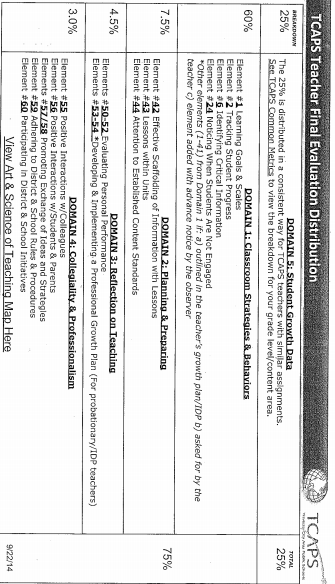 TCAPS Teacher Final Evaluation Distribution
TCAPS
BREAKDOWN
TOTAL
25%
DOMAIN 5: Student Growth Data
25%
The 25% is distributed in a consistent way for TCAPS teachers with similar assignments.
See TCAPS Common Metrics to view the breakdown for your grade level/content area.
60%
DOMAIN 1: Classroom Strategies & Behaviors
Element #1 Learning Goals & Scales
Element #2 Tracking Student Progress
Element #6 Identifying Critical Information
Element #24 Noticing When Students Are Not Engaged
*Other elements (1-41) from Domain 1 if: a) outlined in the teacher's growth plan/IDP b) asked for by the
teacher c) element added with advance notice by the observer
7.5%
DOMAIN 2: Planning & Preparing
75%
Element #42 Effective Scaffolding of Information with Lessons
Element #43 Lessons within Units
Element #44 Attention to Established Content Standards
4.5%
DOMAIN 3: Reflection on Teaching
Elements #50-52 Evaluating Personal Performance
Elements #53-54 *Developing & Implementing a Professional Growth Plan (For probationary/IDP teachers)
3.0%
DOMAIN 4: Collegiality & Professionalism
Element #55 Positive Interactions w/Colleagues
Element #56 Positive Interactions w/Students & Parents
Element #57/58 Promoting Exchange of Ideas and Strategies
Element #59 Adhering to District & School Rules & Procedures
Element #60 Participating in District & School Initiatives
View Art & Science of Teaching Map Here
9/22/14